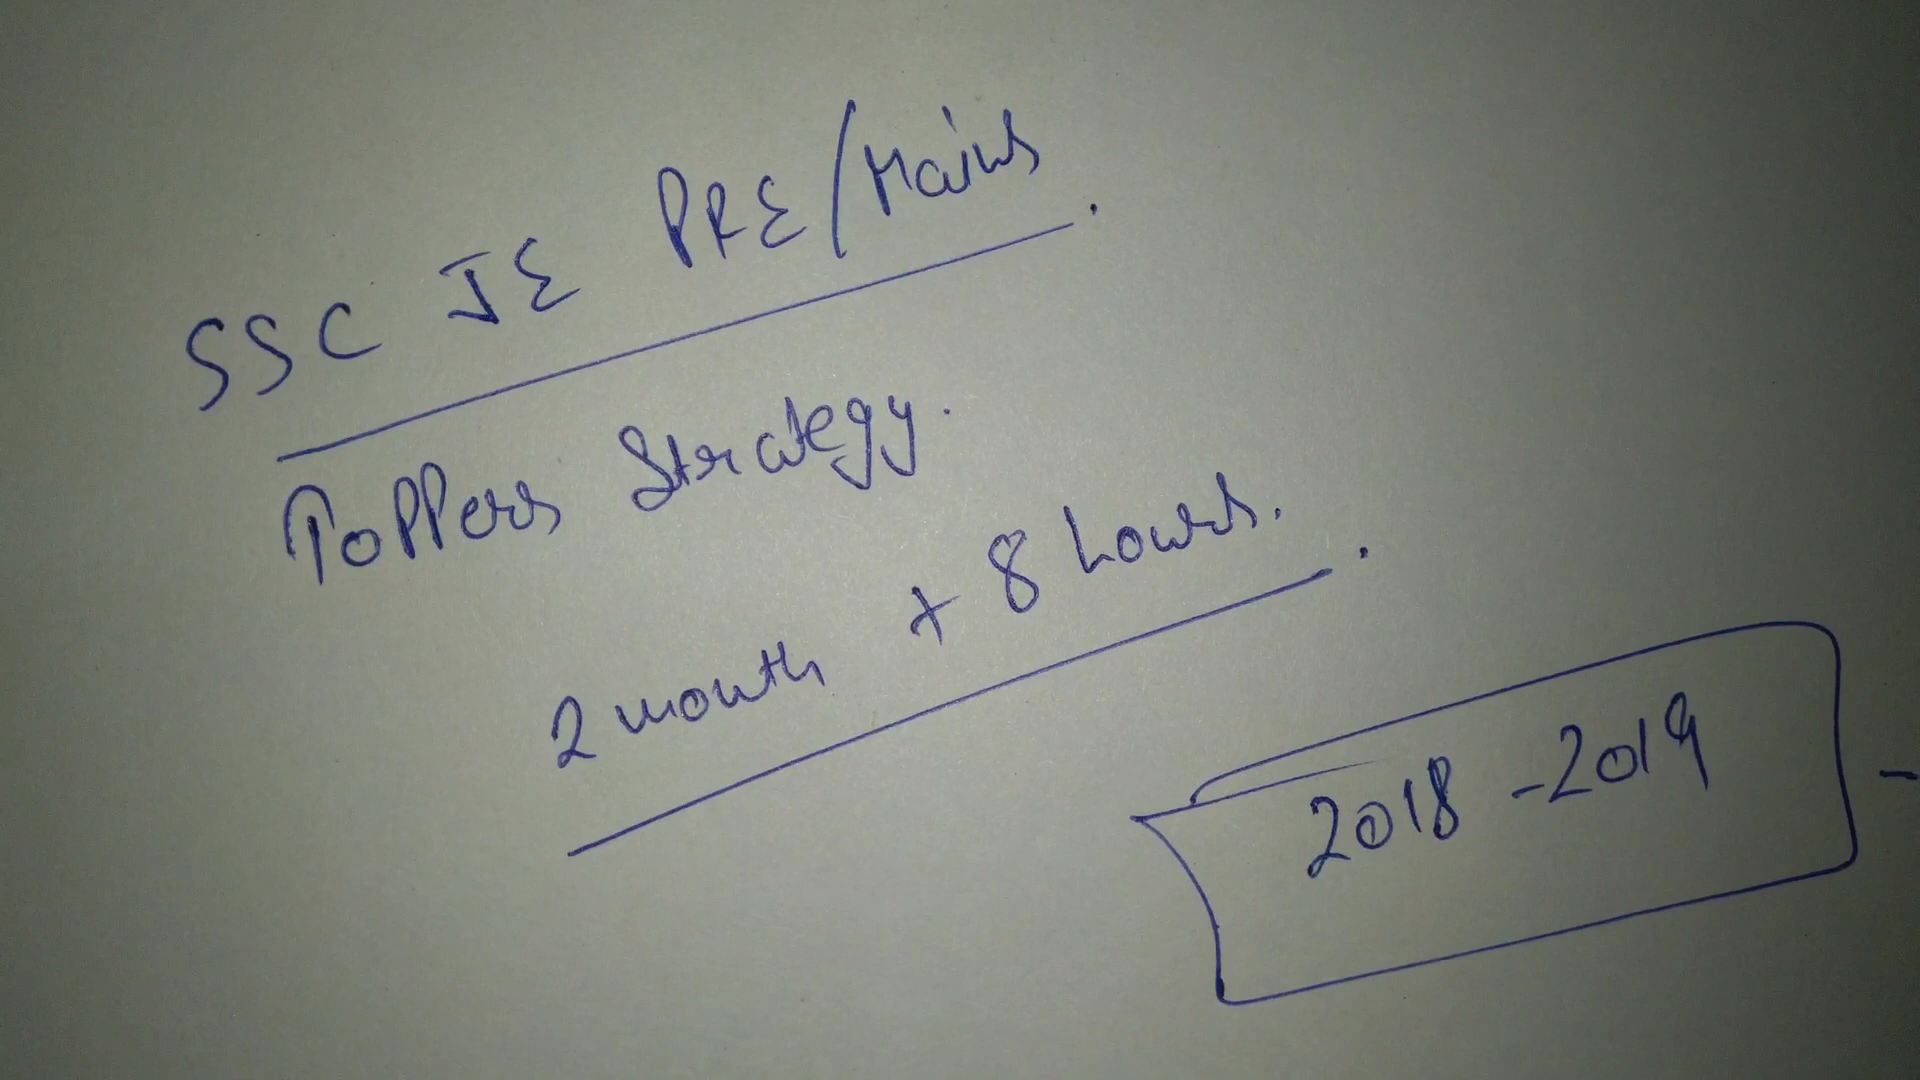 SSC JE PRE/Mains.
Toppers Strategy.
2 month + 8 hours.
2018-2019